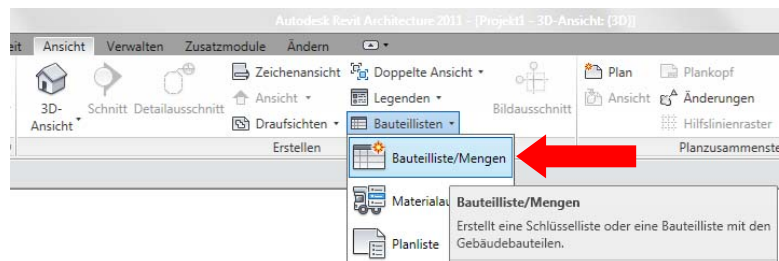 Autodesk Revit Architecture 2011 - [Projekt1 - 3D-Ansicht: {3D}]
eit Ansicht Verwalten Zusatzmodule Ändern
3D-Ansicht
Schnitt Detailausschnitt
Zeichenansicht
Ansicht
Draufsichten
Doppelte Ansicht
Legenden
Bauteillisten
Bildausschnitt
Plan
Ansicht
Plankopf
Änderungen
Hilfslinienraster
Erstellen
Planzusammenste
Bauteilliste/Mengen
Materialau
Planliste
Bauteilliste/Mengen
Erstellt eine Schlüsselliste oder eine Bauteilliste mit den
Gebäudebauteilen.